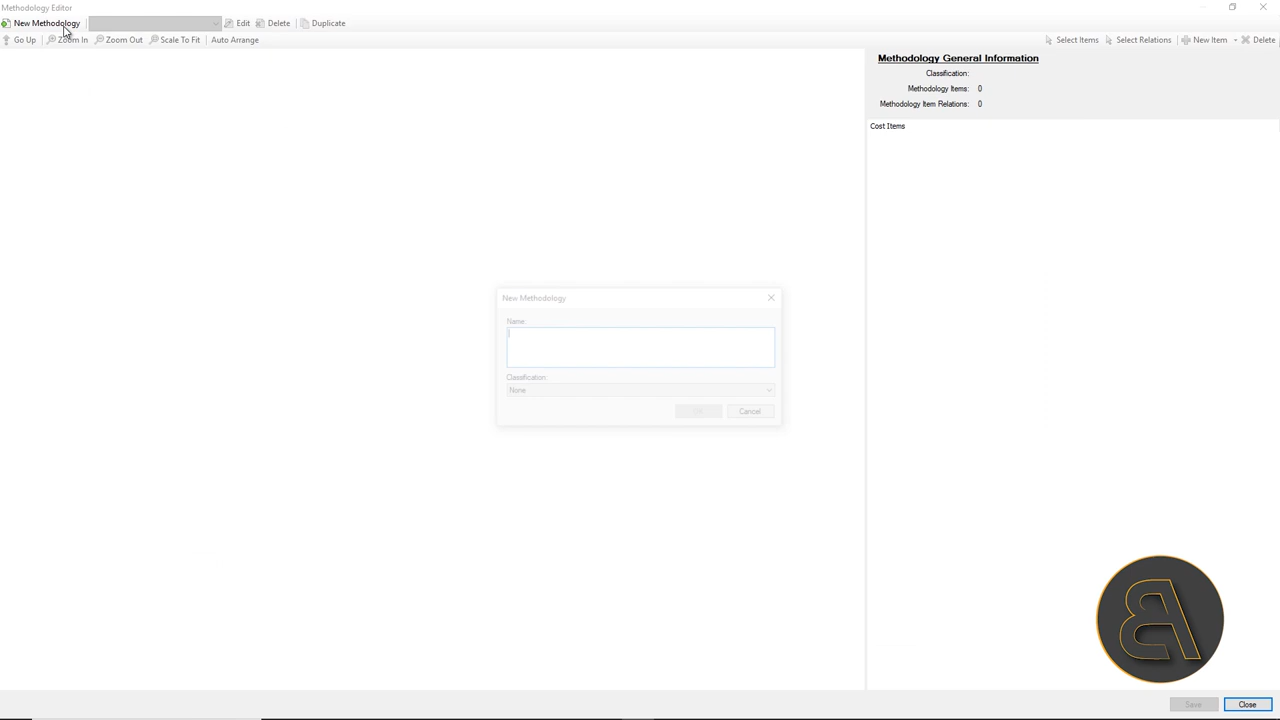 Methodology Editor
New Methodology Edit Delete Duplicate
Go Up Zoom In Zoom Out Scale To Fit Auto Arrange Select Items Select Relations New Item Delete
Methodology General Information
Classification:
Methodology Items: 0
Methodology Item Relations: 0
Cost Items
New Methodology
Name:
Classification:
None
OK Cancel
Save Close